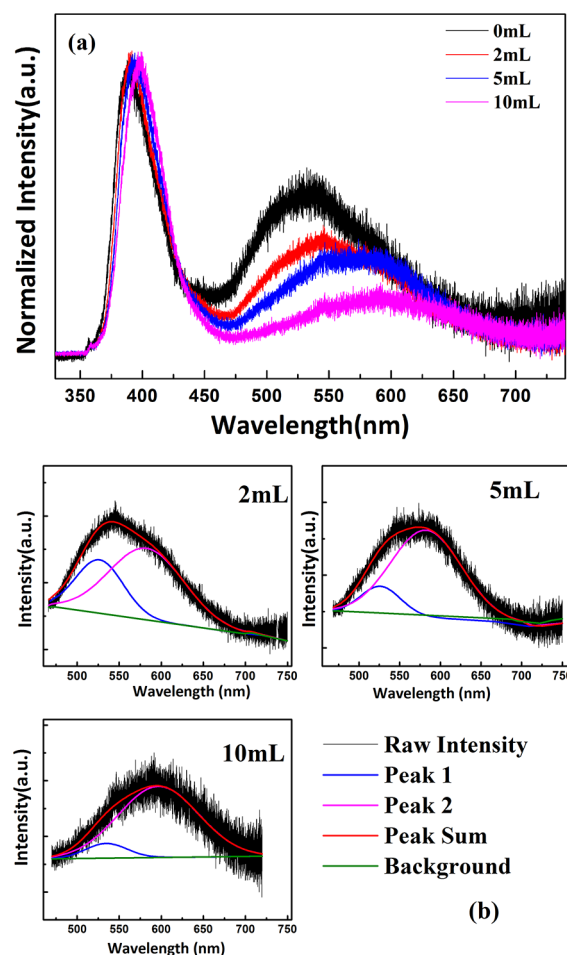 (a)
0mL
2mL
5mL
10mL
Normalized Intensity(a.u.)
350 400 450 500 550 600 650 700
Wavelength(nm)
2mL
Intensity(a.u.)
500 550 600 650 700 750
Wavelength (nm)
5mL
Intensity(a.u.)
500 550 600 650 700 750
Wavelength (nm)
10mL
Intensity(a.u.)
500 550 600 650 700 750
Wavelength (nm)
Raw Intensity
Peak 1
Peak 2
Peak Sum
Background
(b)